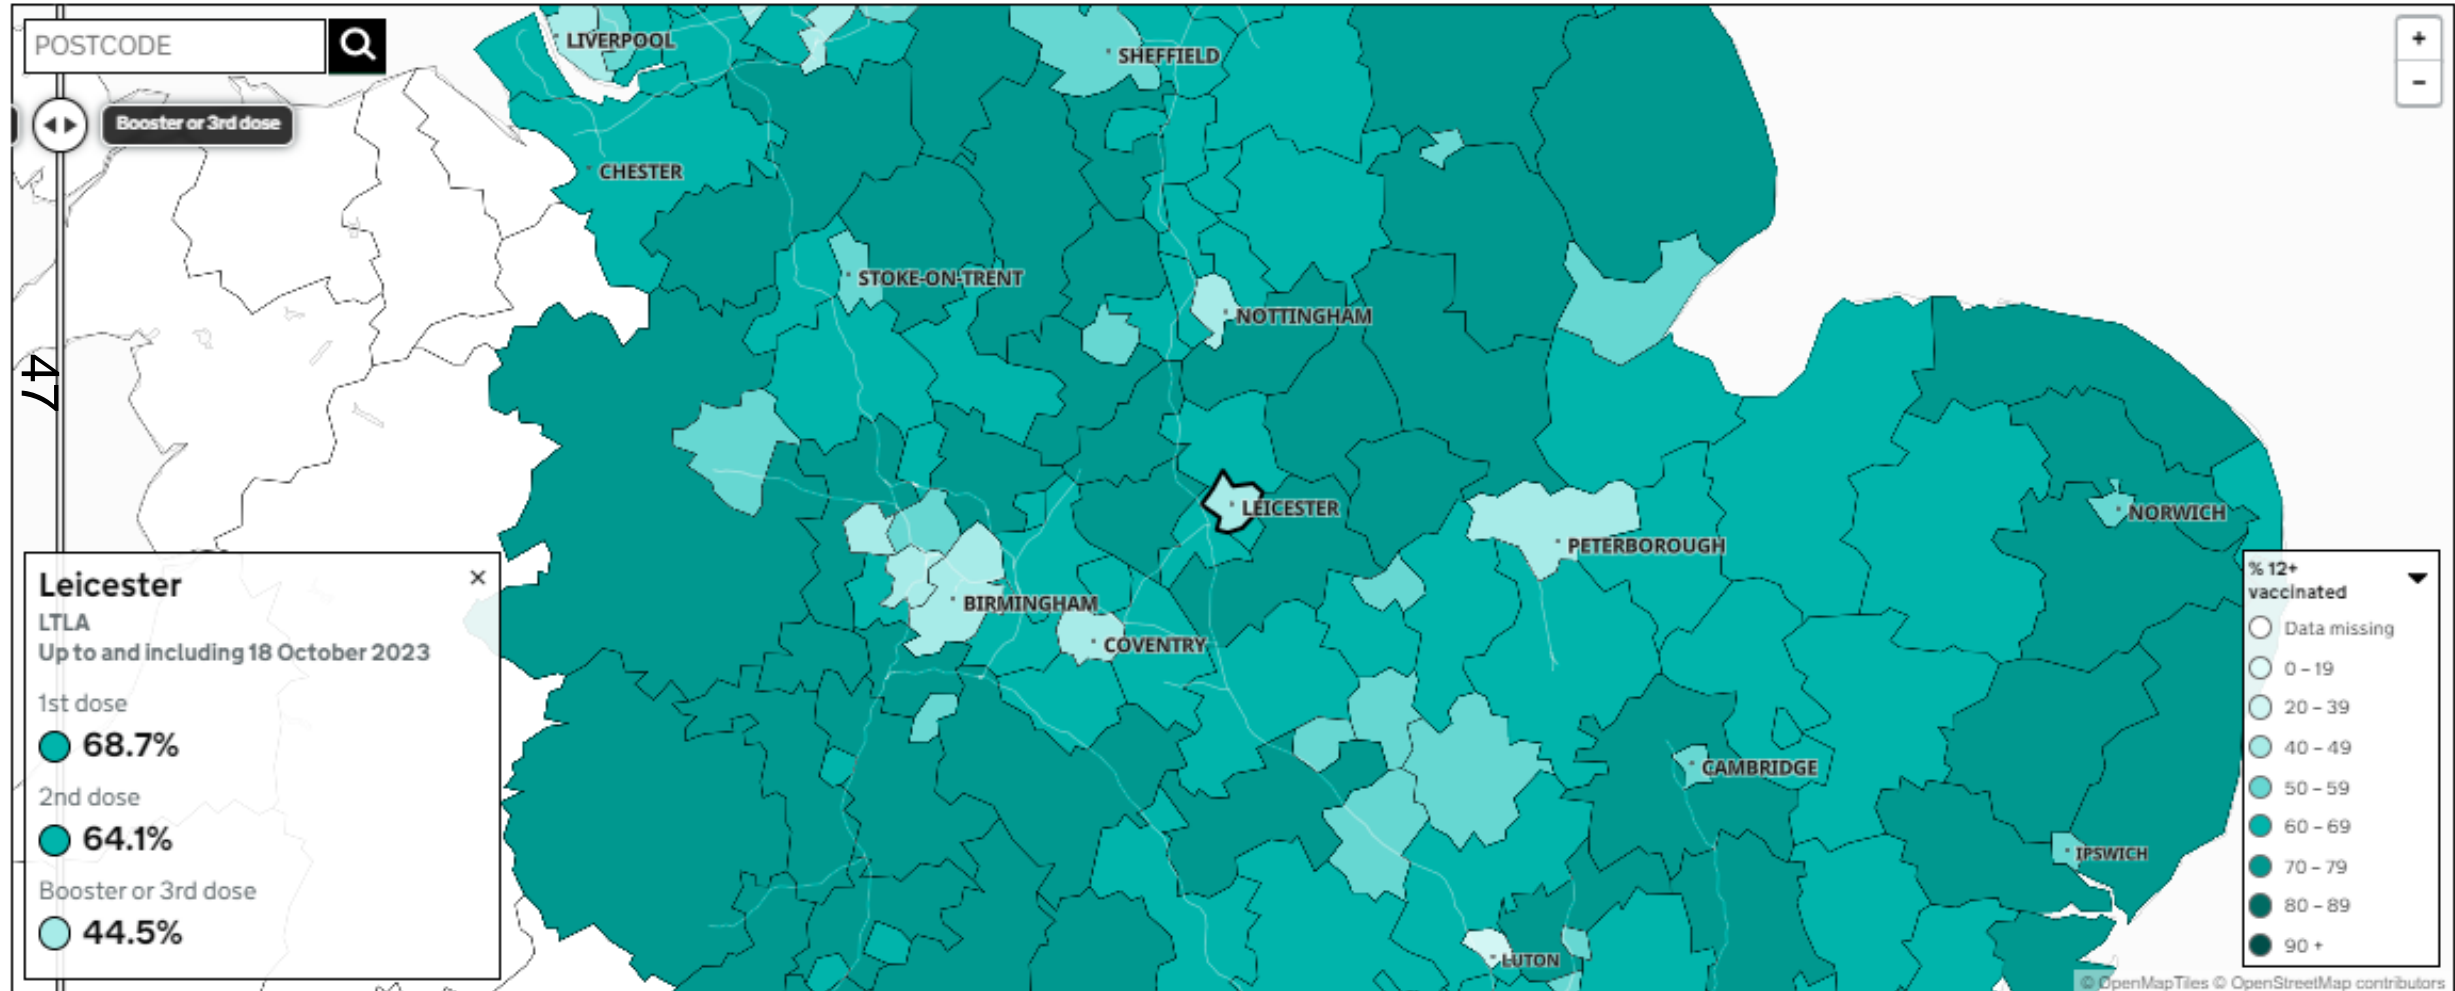 POSTCODE
Booster or 3rd dose
LIVERPOOL
SHEFFIELD
+
−
CHESTER
STOKE-ON-TRENT
NOTTINGHAM
47
LEICESTER
NORWICH
PETERBOROUGH
BIRMINGHAM
COVENTRY
CAMBRIDGE
IPSWICH
LUTON
Leicester
LTLA
Up to and including 18 October 2023
1st dose
68.7%
2nd dose
64.1%
Booster or 3rd dose
44.5%
% 12+
vaccinated
Data missing
0 – 19
20 – 39
40 – 49
50 – 59
60 – 69
70 – 79
80 – 89
90 +
© OpenMapTiles © OpenStreetMap contributors